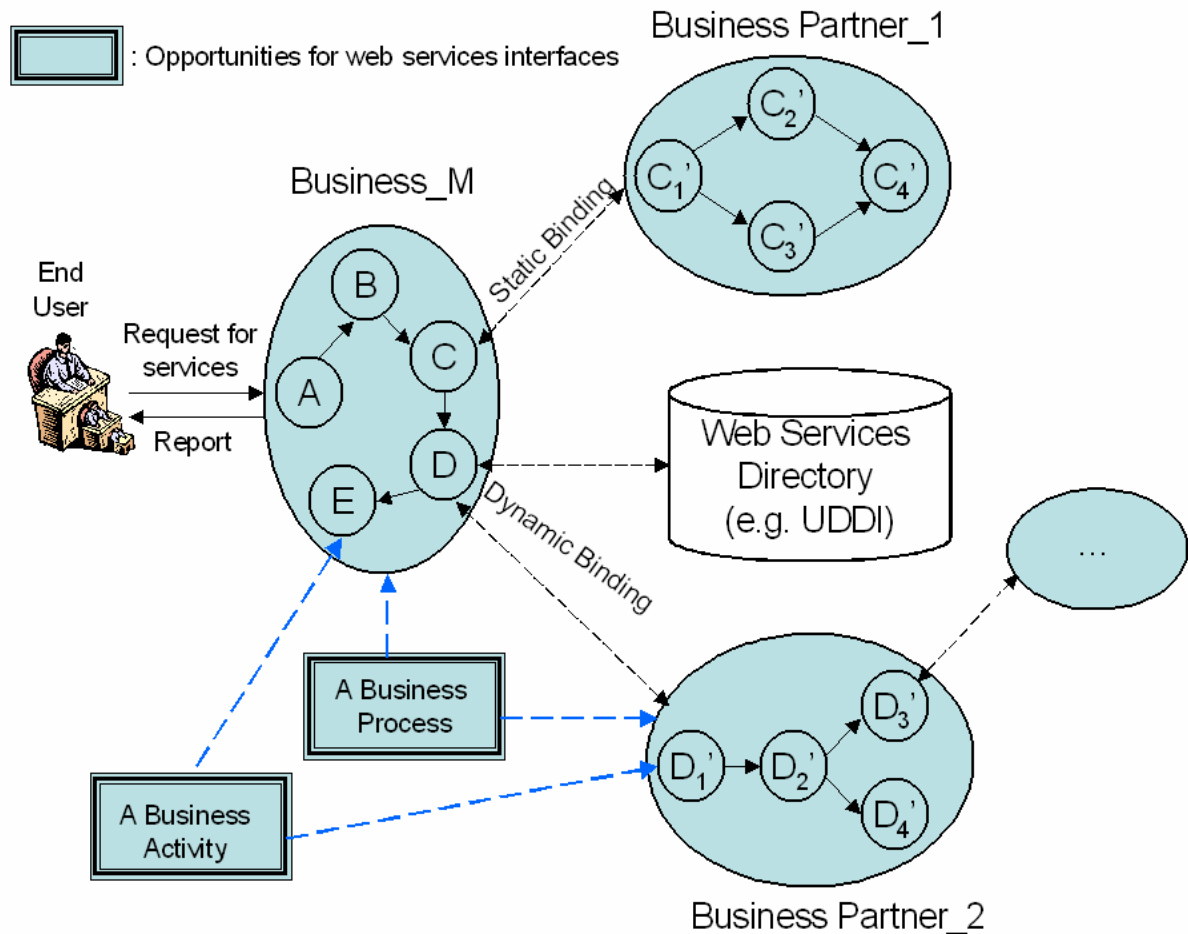 Business Partner_1
: Opportunities for web services interfaces
C₂’
C₁’
C₄’
C₃’
Business_M
Static Binding
End
User
B
Request for
services
C
A
Report
Web Services
Directory
(e.g. UDDI)
D
E
Dynamic Binding
...
A Business
Process
D₃’
D₁’
D₂’
D₄’
A Business
Activity
Business Partner_2